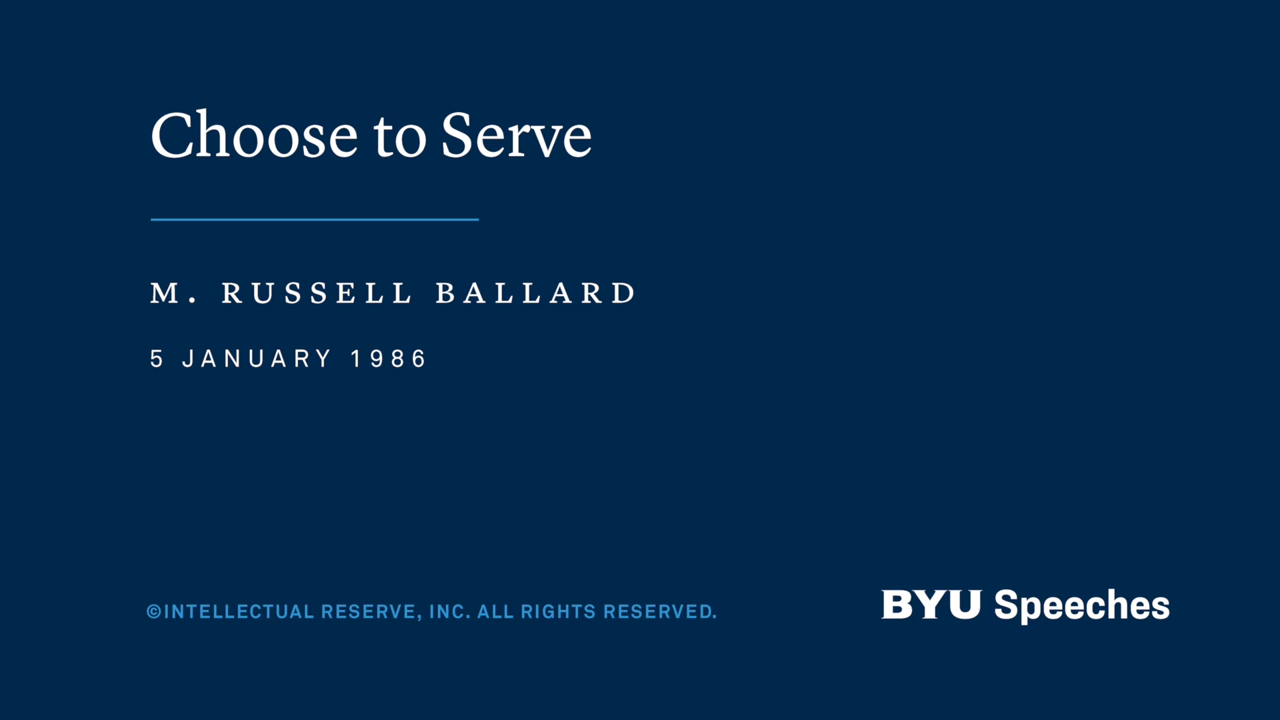 Choose to Serve
M. RUSSELL BALLARD
5 JANUARY 1986
©INTELLECTUAL RESERVE, INC. ALL RIGHTS RESERVED.
BYU Speeches